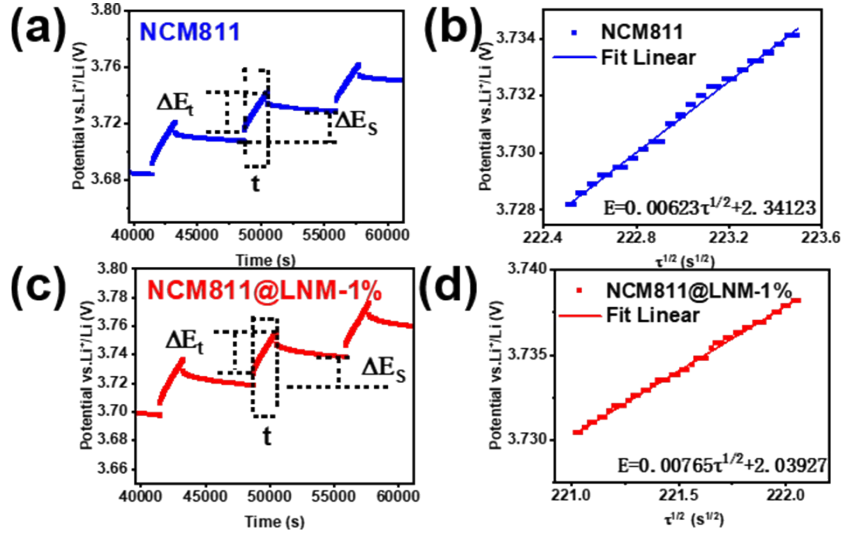 (a)
NCM811
Potential vs.Li⁺/Li (V)
3.80
3.76
3.72
3.68
ΔEt
ΔES
t
40000 45000 50000 55000 60000
Time (s)
(b)
NCM811
Fit Linear
Potential vs.Li⁺/Li (V)
3.734
3.732
3.730
3.728
E=0.00623τ1/2+2.34123
222.4 222.8 223.2 223.6
τ1/2 (s1/2)
(c)
NCM811@LNM-1%
Potential vs.Li⁺/Li (V)
3.80
3.78
3.76
3.74
3.72
3.70
3.68
3.66
ΔEt
ΔES
t
40000 45000 50000 55000 60000
Time (s)
(d)
NCM811@LNM-1%
Fit Linear
Potential vs.Li⁺/Li (V)
3.740
3.735
3.730
E=0.00765τ1/2+2.03927
221.0 221.5 222.0
τ1/2 (s1/2)